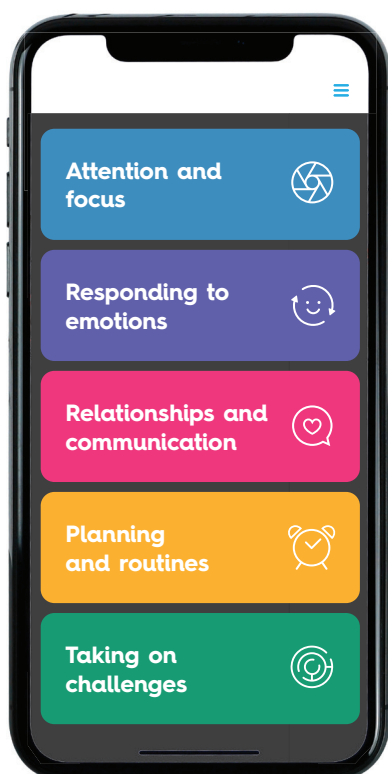 Attention and
focus
Responding to
emotions
Relationships and
communication
Planning
and routines
Taking on
challenges